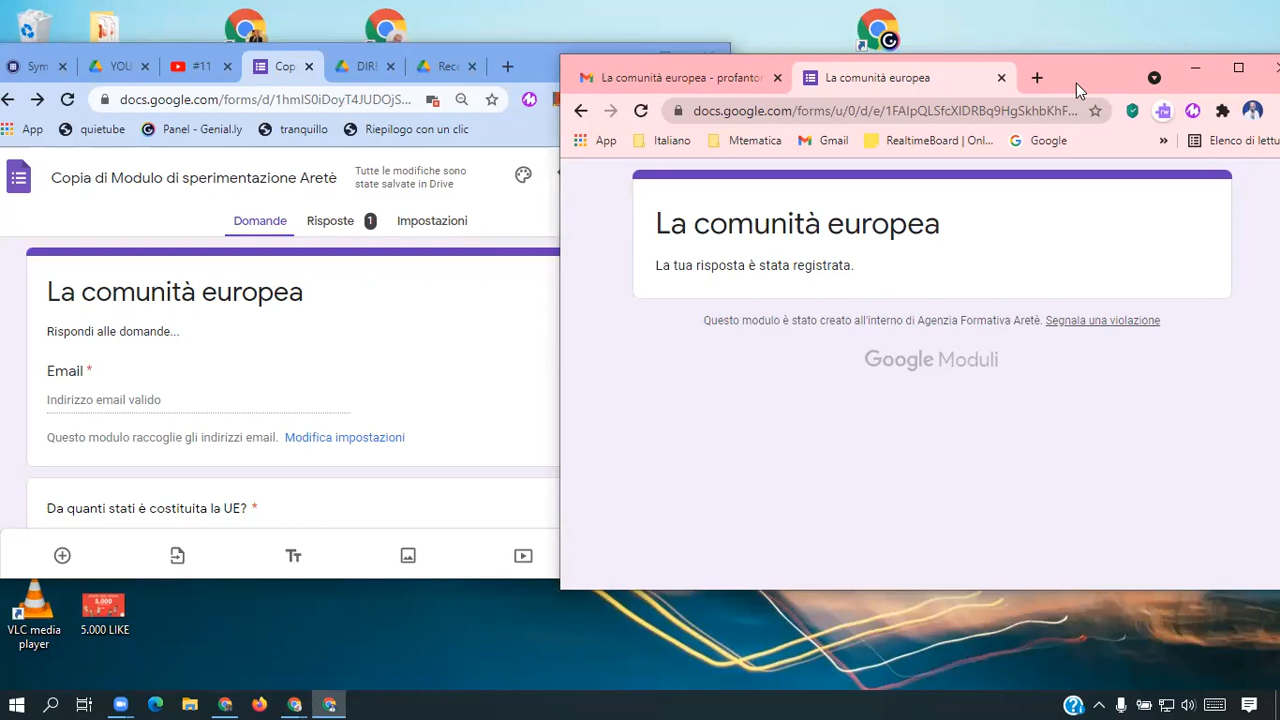 Sym
YOU
#11
Cop
DIRI
Rece
docs.google.com/forms/d/1hmIS0iDoyT4JUDOjS...
App
quietube
Panel - Genial.ly
tranquillo
Riepilogo con un clic
Copia di Modulo di sperimentazione Aretè
Tutte le modifiche sono
state salvate in Drive
Domande
Risposte
1
Impostazioni
La comunità europea
Rispondi alle domande...
Email *
Indirizzo email valido
Questo modulo raccoglie gli indirizzi email. Modifica impostazioni
Da quanti stati è costituita la UE? *
La comunità europea - profantor
La comunità europea
docs.google.com/forms/u/0/d/e/1FAIpQLSfcXIDRBq9HgSkhbKhF...
App
Italiano
Mtematica
Gmail
RealtimeBoard | Onl...
Google
»
Elenco di lettu
La comunità europea
La tua risposta è stata registrata.
Questo modulo è stato creato all'interno di Agenzia Formativa Aretè. Segnala una violazione
Google Moduli
VLC media
player
5.000 LIKE